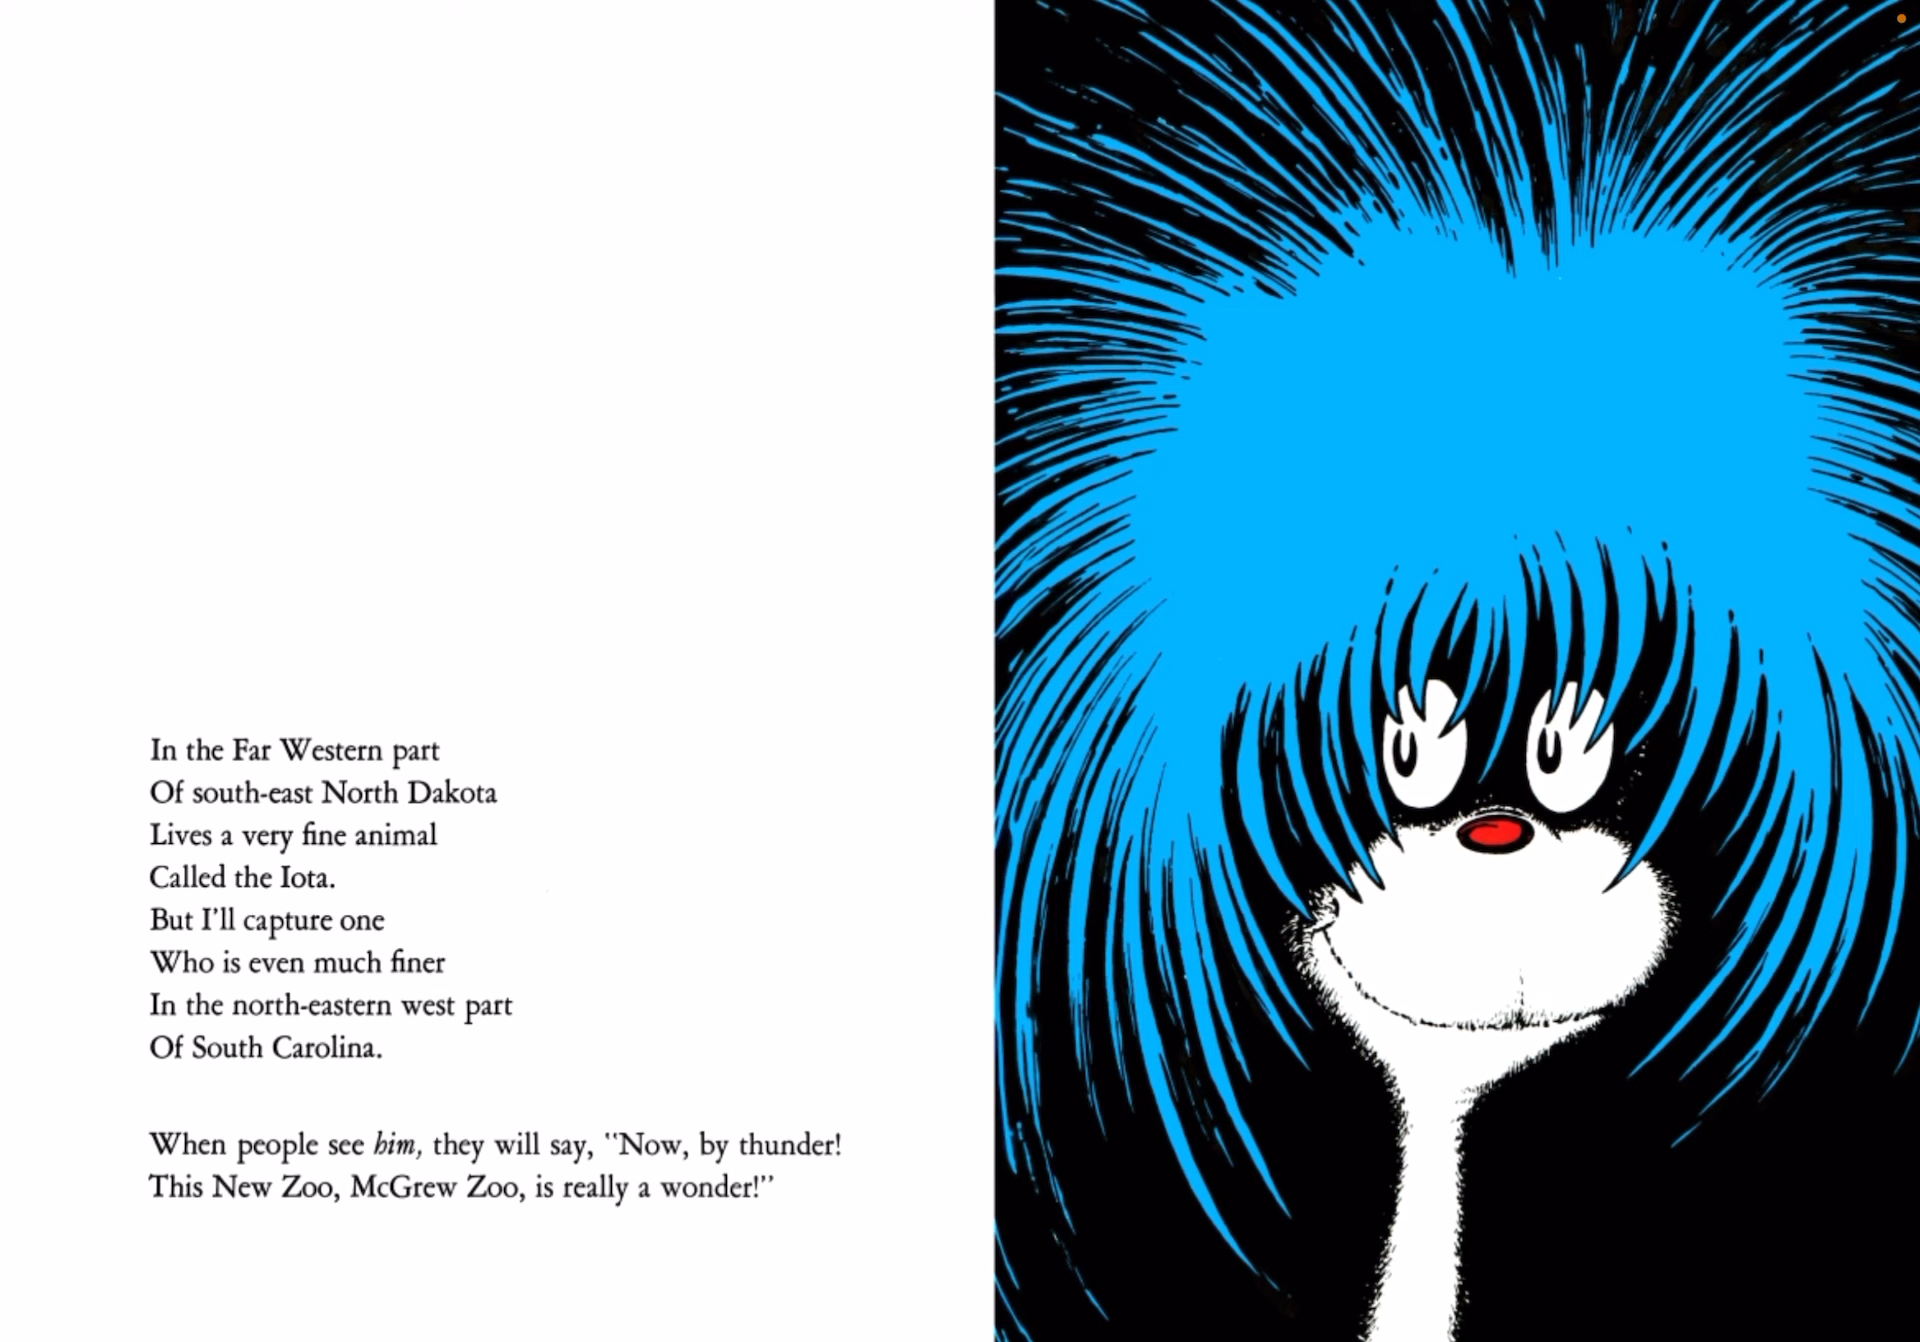 In the Far Western part
Of south-east North Dakota
Lives a very fine animal
Called the Iota.
But I’ll capture one
Who is even much finer
In the north-eastern west part
Of South Carolina.
When people see him, they will say, “Now, by thunder!
This New Zoo, McGrew Zoo, is really a wonder!”